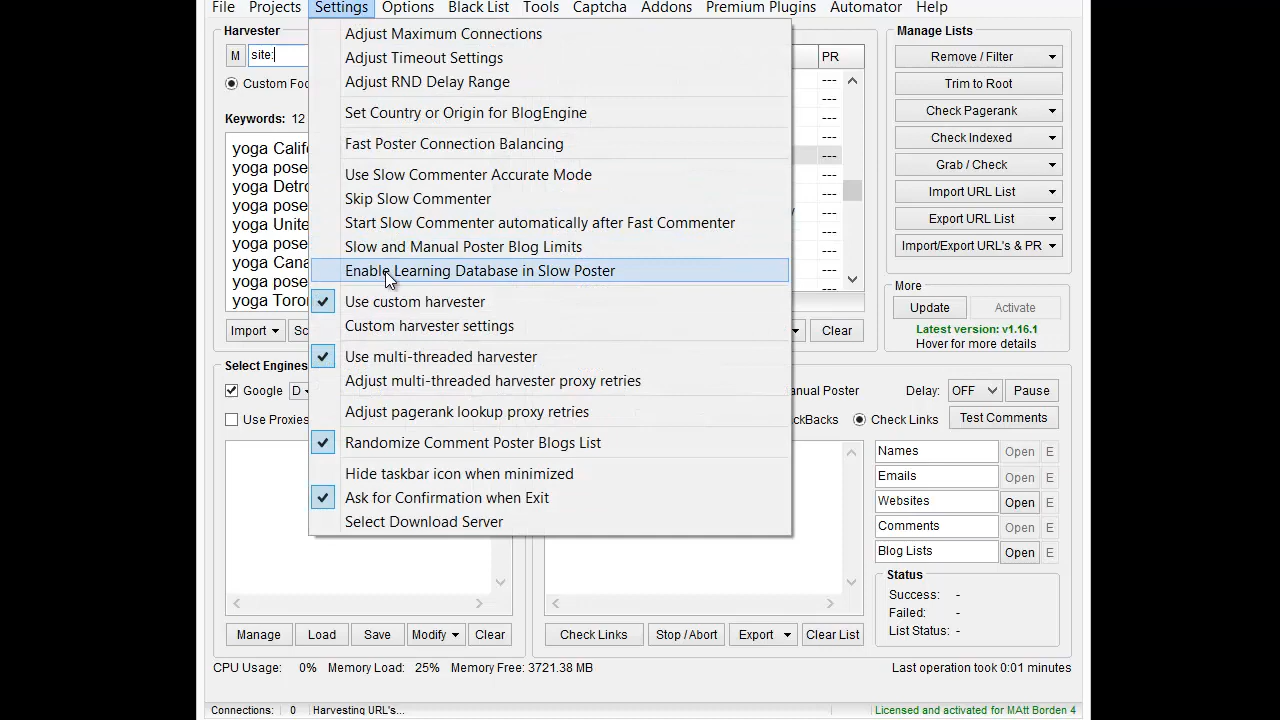 File Projects Settings Options Black List Tools Captcha Addons Premium Plugins Automator Help
Harvester
M site:
Custom Foo
Keywords: 12
yoga Calif
yoga pose
yoga Detro
yoga pose
yoga Unite
yoga pose
yoga Cana
yoga pose
yoga Toron
Import
Adjust Maximum Connections
Adjust Timeout Settings
Adjust RND Delay Range
Set Country or Origin for BlogEngine
Fast Poster Connection Balancing
Use Slow Commenter Accurate Mode
Skip Slow Commenter
Start Slow Commenter automatically after Fast Commenter
Slow and Manual Poster Blog Limits
Enable Learning Database in Slow Poster
Use custom harvester
Custom harvester settings
Use multi-threaded harvester
Adjust multi-threaded harvester proxy retries
Adjust pagerank lookup proxy retries
Randomize Comment Poster Blogs List
Hide taskbar icon when minimized
Ask for Confirmation when Exit
Select Download Server
PR
---
---
---
---
---
---
---
---
---
---
---
---
Clear
Manage Lists
Remove / Filter
Trim to Root
Check Pagerank
Check Indexed
Grab / Check
Import URL List
Export URL List
Import/Export URL's & PR
More
Update Activate
Latest version: v1.16.1
Hover for more details
Select Engines
Google D
Use Proxies
Manage Load Save Modify Clear
anual Poster Delay: OFF Pause
ckBacks Check Links Test Comments
Names Open E
Emails Open E
Websites Open E
Comments Open E
Blog Lists Open E
Status
Success: -
Failed: -
List Status: -
Check Links Stop / Abort Export Clear List
CPU Usage: 0% Memory Load: 25% Memory Free: 3721.38 MB Last operation took 0:01 minutes
Connections: 0 Harvesting URL's... Licensed and activated for MAtt Borden 4